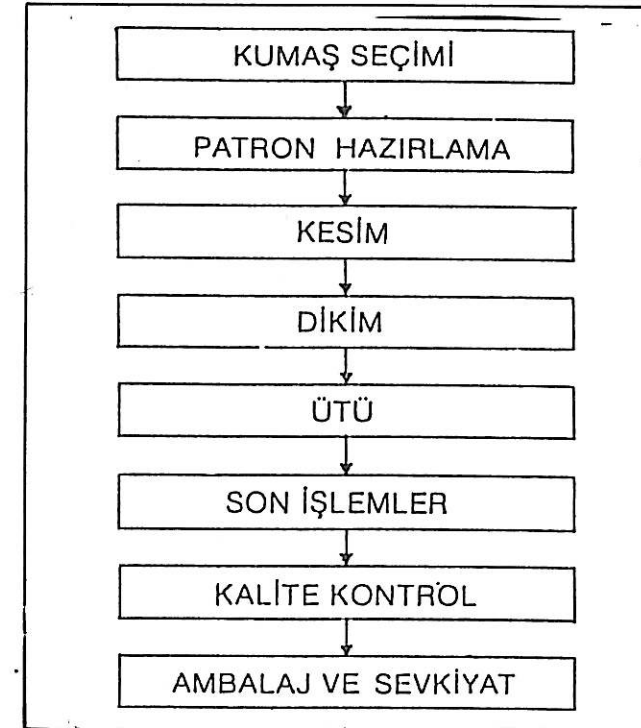 KUMAŞ SEÇİMİ
PATRON HAZIRLAMA
KESİM
DİKİM
ÜTÜ
SON İŞLEMLER
KALİTE KONTROL
AMBALAJ VE SEVKİYAT